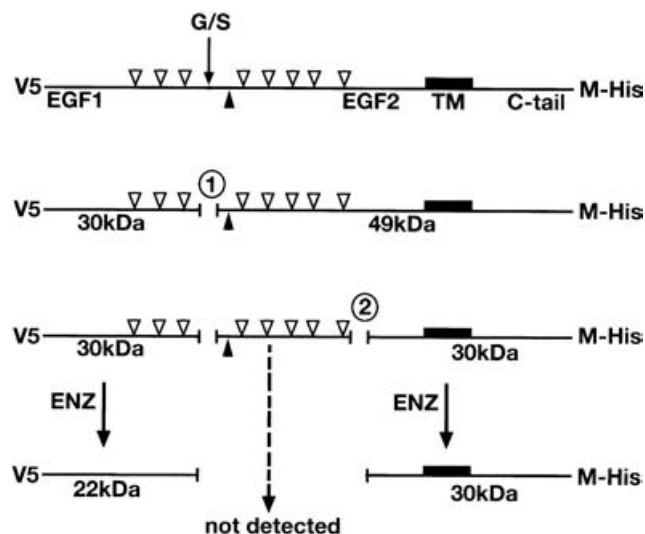 G/S
V5 EGF1 EGF2 TM C-tail M-His
1
V5 30kDa 49kDa M-His
2
V5 30kDa 30kDa M-His
ENZ ENZ
V5 22kDa 30kDa M-His
not detected